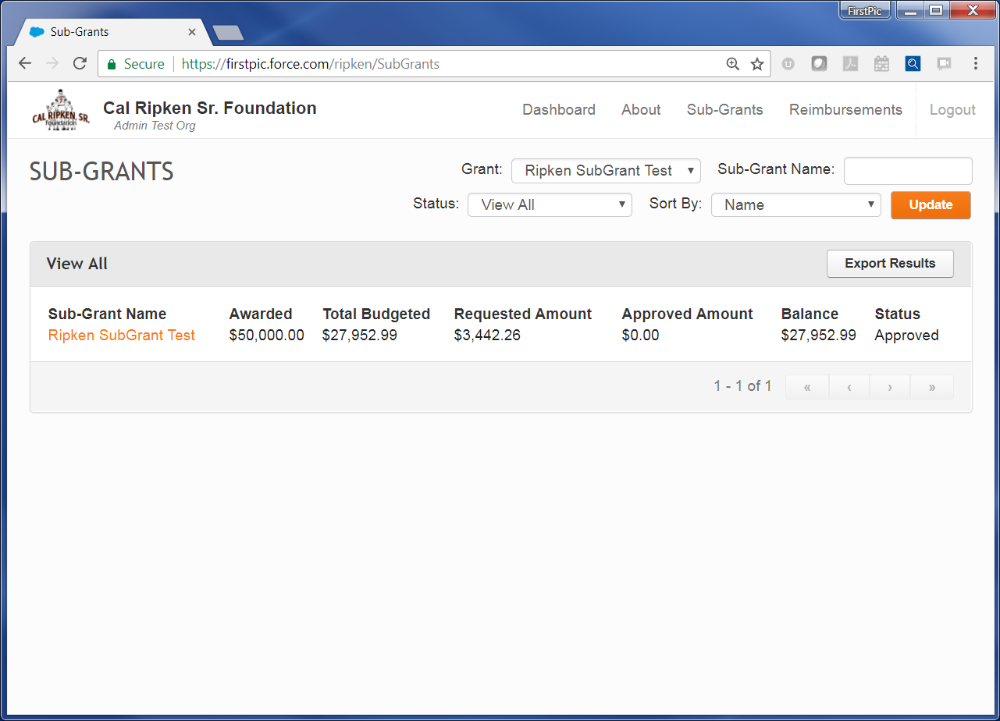 FirstPic
Sub-Grants
Secure https://firstpic.force.com/ripken/SubGrants
CAL RIPKEN, SR.
Foundation
Cal Ripken Sr. Foundation
Admin Test Org
Dashboard About Sub-Grants Reimbursements Logout
SUB-GRANTS
Grant: Ripken SubGrant Test Sub-Grant Name:
Status: View All Sort By: Name Update
View All Export Results
Sub-Grant Name Awarded Total Budgeted Requested Amount Approved Amount Balance Status
Ripken SubGrant Test $50,000.00 $27,952.99 $3,442.26 $0.00 $27,952.99 Approved
1 - 1 of 1 « ‹ › »